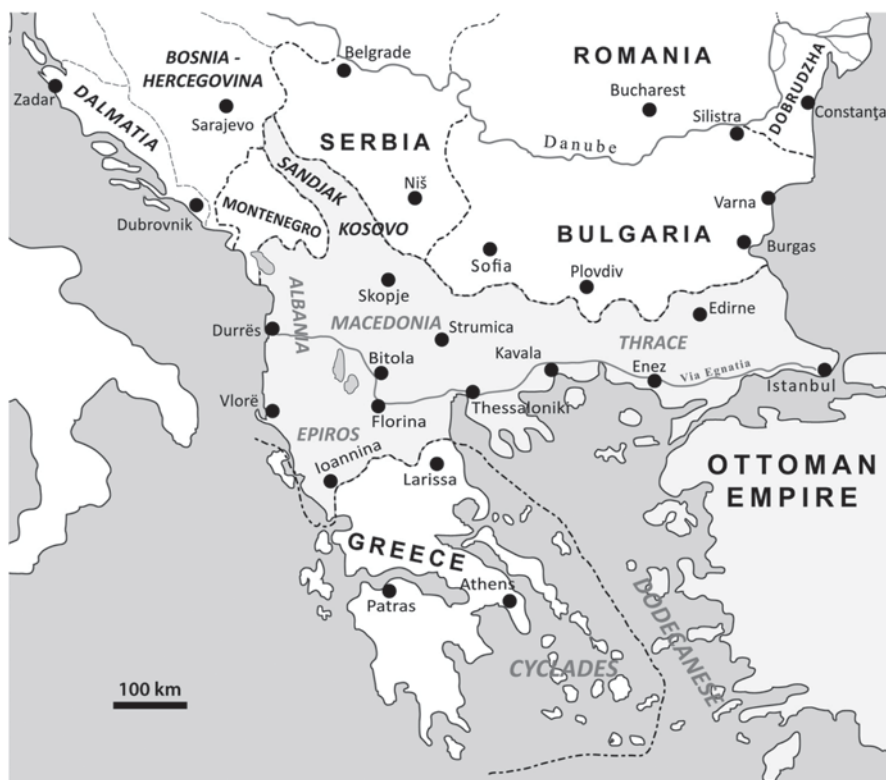 BOSNIA -
HERCEGOVINA
Belgrade
ROMANIA
Bucharest
DOBRUDZHA
Zadar
DALMATIA
Sarajevo
Silistra
Constanţa
SERBIA
Danube
SANDJAK
Niš
Varna
Dubrovnik
MONTENEGRO
KOSOVO
BULGARIA
Burgas
Sofia
Plovdiv
ALBANIA
Skopje
Edirne
Durrës
MACEDONIA
Strumica
THRACE
Bitola
Kavala
Enez
Via Egnatia
Istanbul
Vlorë
Florina
Thessaloniki
EPIROS
Ioannina
Larissa
OTTOMAN
EMPIRE
GREECE
Athens
Patras
DODECANESE
CYCLADES
100 km